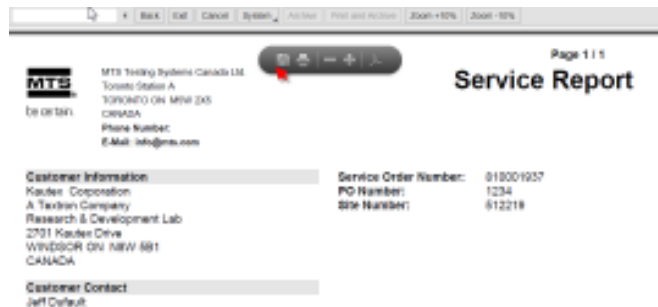 Back Exit Cancel System Archive Print and Archive Zoom +10% Zoom -10%
Page 1 / 1
Service Report
MTS
be certain.
MTS Testing Systems Canada Ltd.
Toronto Station A
TORONTO ON M5W 2X5
CANADA
Phone Number:
E-Mail: info@mts.com
Customer Information
Kautex Corporation
A Textron Company
Research & Development Lab
2701 Kautex Drive
WINDSOR ON N8W 5B1
CANADA
Service Order Number: 010001937
PO Number: 1234
Site Number: 512219
Customer Contact
Jeff Dufault